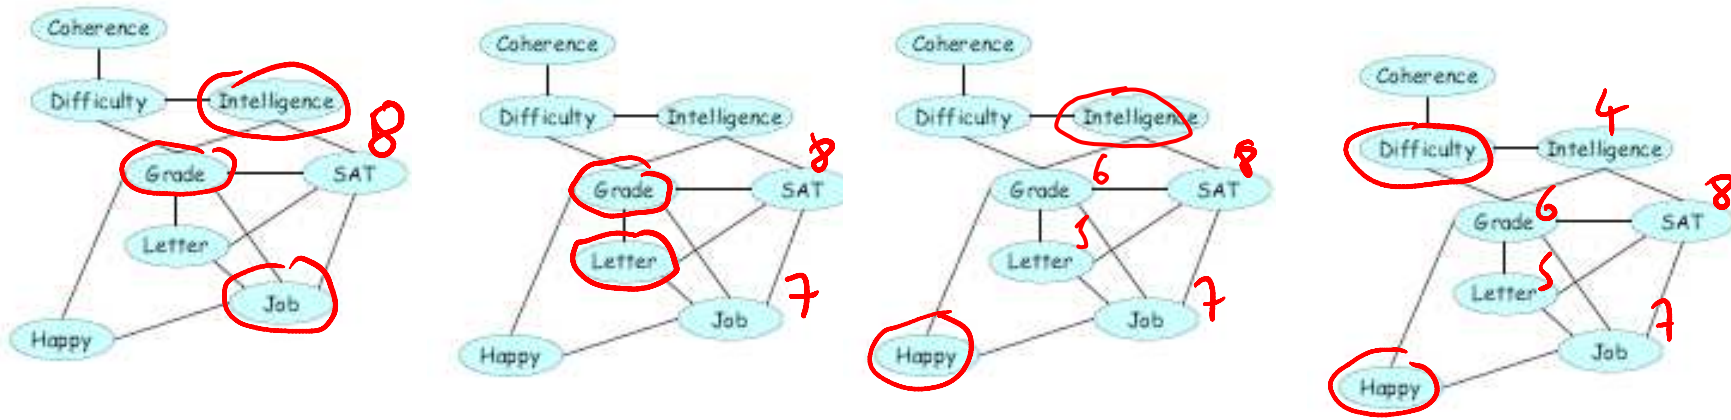 Coherence
Difficulty Intelligence 8
Grade SAT
Letter
Job
Happy
Coherence
Difficulty Intelligence
8
Grade SAT
Letter
7
Job
Happy
Coherence
Difficulty Intelligence
8
6
Grade SAT
5
Letter
7
Job
Happy
Coherence
4
Difficulty Intelligence
6 8
Grade SAT
5
Letter
7
Job
Happy